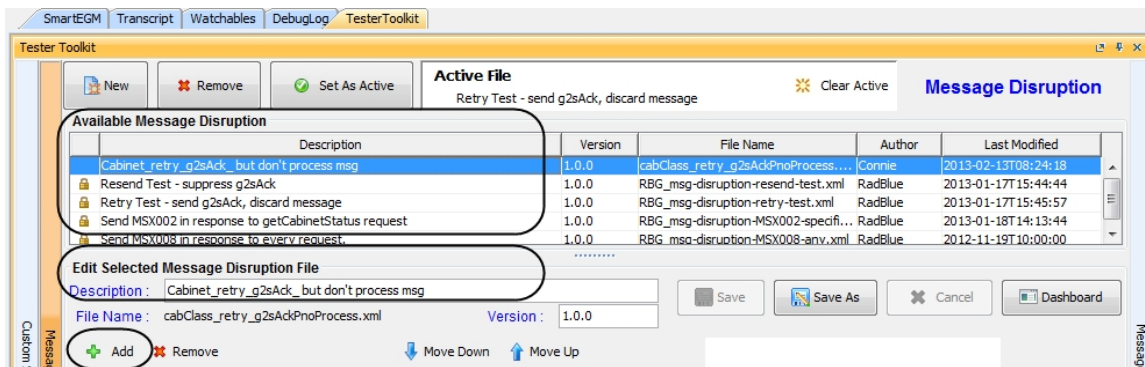 SmartEGM Transcript Watchables DebugLog TesterToolkit
Tester Toolkit
New Remove Set As Active Active File Clear Active Message Disruption
Retry Test - send g2sAck, discard message
Available Message Disruption
Description Version File Name Author Last Modified
Cabinet_retry_g2sAck_ but don't process msg 1.0.0 cabClass_retry_g2sAckPnoProcess.... Connie 2013-02-13T08:24:18
Resend Test - suppress g2sAck 1.0.0 RBG_msg-disruption-resend-test.xml RadBlue 2013-01-17T15:44:44
Retry Test - send g2sAck, discard message 1.0.0 RBG_msg-disruption-retry-test.xml RadBlue 2013-01-17T15:45:57
Send MSX002 in response to getCabinetStatus request 1.0.0 RBG_msg-disruption-MSX002-specifi... RadBlue 2013-01-18T14:13:44
Send MSX008 in response to every request. 1.0.0 RBG_msg-disruption-MSX008-any.xml RadBlue 2012-11-19T10:00:00
Edit Selected Message Disruption File
Description : Cabinet_retry_g2sAck_ but don't process msg Save Save As Cancel Dashboard
File Name : cabClass_retry_g2sAckPnoProcess.xml Version : 1.0.0
Add Remove Move Down Move Up
Custom
Messag
Messag